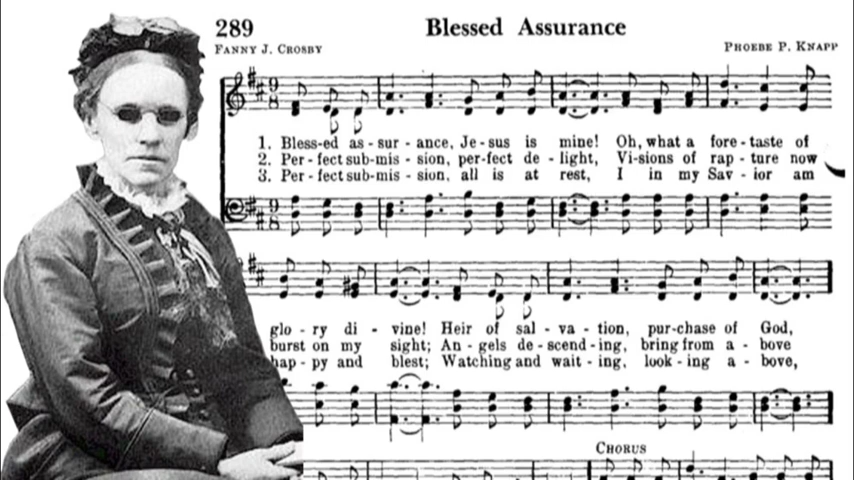 289 Blessed Assurance
FANNY J. CROSBY PHOEBE P. KNAPP
1. Bless-ed as - sur - ance, Je - sus is mine! Oh, what a fore - taste of
2. Per - fect sub - mis - sion, per-fect de - light, Vi-sions of rap - ture now
3. Per - fect sub - mis - sion, all is at rest, I in my Sav - ior am
glo - ry di - vine! Heir of sal - va - tion, pur-chase of God,
burst on my sight; An - gels de - scend - ing, bring from a - bove
hap - py and blest; Watching and wait - ing, look - ing a - bove,
CHORUS